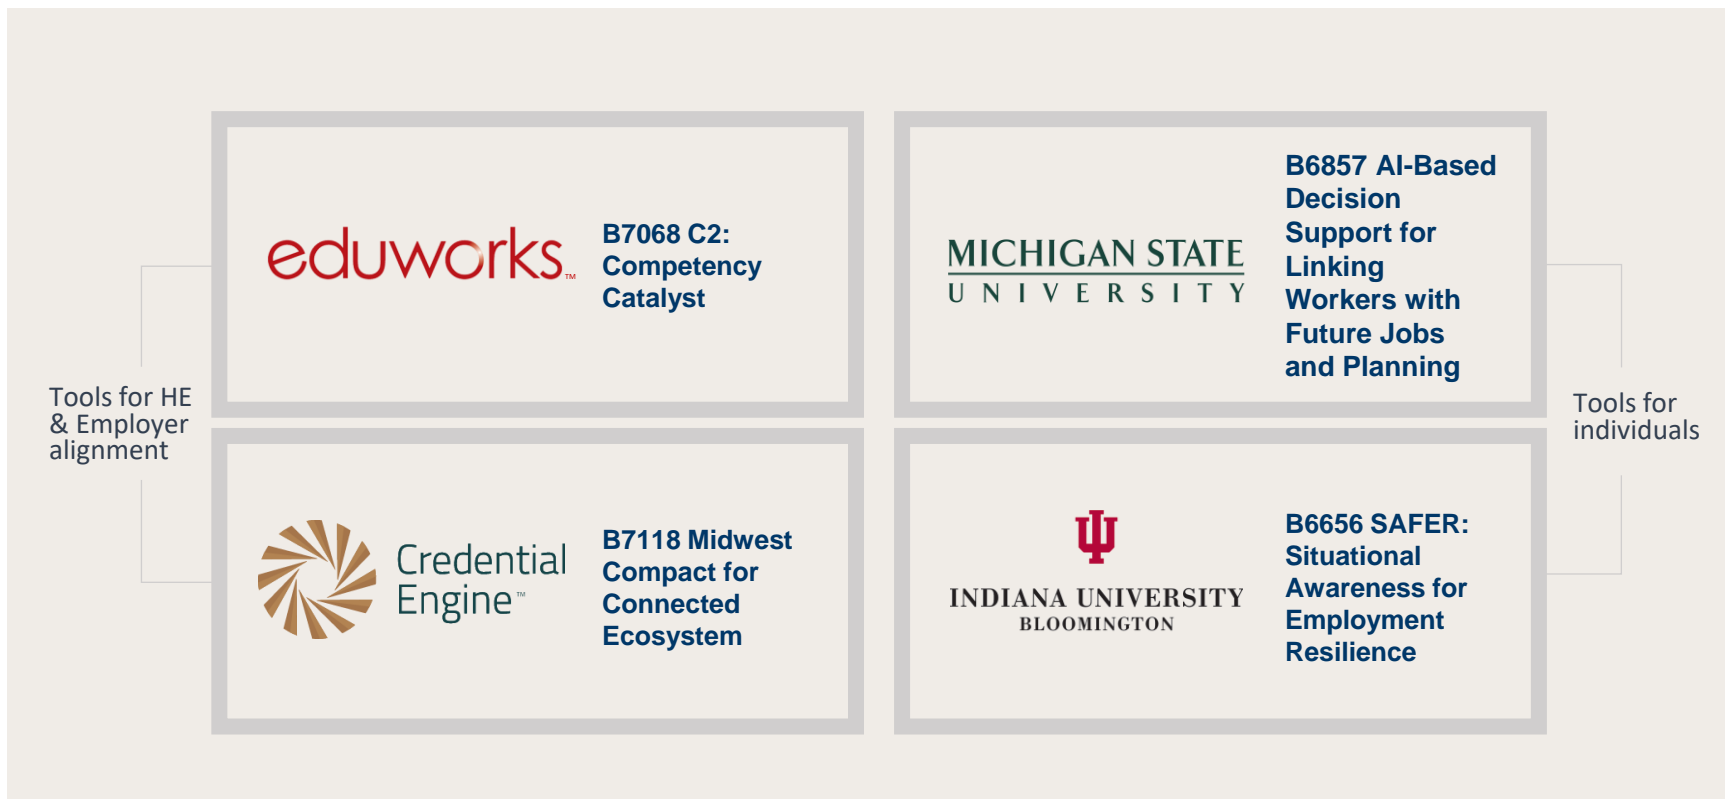 Tools for HE
& Employer
alignment
eduworks™
B7068 C2:
Competency
Catalyst
Credential
Engine™
B7118 Midwest
Compact for
Connected
Ecosystem
MICHIGAN STATE
UNIVERSITY
B6857 AI-Based
Decision
Support for
Linking
Workers with
Future Jobs
and Planning
INDIANA UNIVERSITY
BLOOMINGTON
B6656 SAFER:
Situational
Awareness for
Employment
Resilience
Tools for
individuals